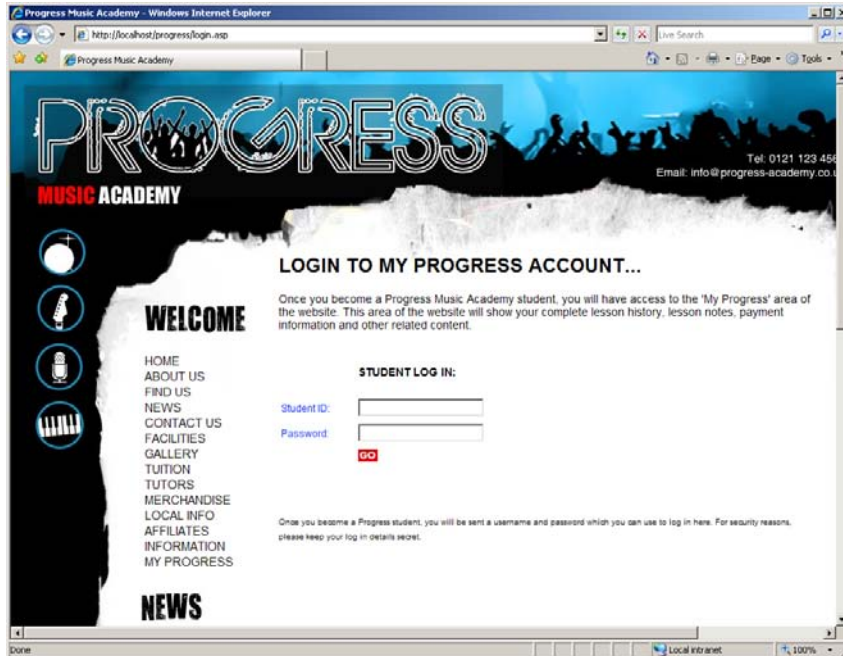 Progress Music Academy - Windows Internet Explorer
http://localhost/progress/login.asp
Live Search
Progress Music Academy
Page
Tools
PROGRESS
MUSIC ACADEMY
Tel: 0121 123 456
Email: info@progress-academy.co.u
LOGIN TO MY PROGRESS ACCOUNT...
Once you become a Progress Music Academy student, you will have access to the 'My Progress' area of
the website. This area of the website will show your complete lesson history, lesson notes, payment
information and other related content.
STUDENT LOG IN:
Student ID:
Password:
GO
Once you become a Progress student, you will be sent a username and password which you can use to log in here. For security reasons,
please keep your log in details secret.
WELCOME
HOME
ABOUT US
FIND US
NEWS
CONTACT US
FACILITIES
GALLERY
TUITION
TUTORS
MERCHANDISE
LOCAL INFO
AFFILIATES
INFORMATION
MY PROGRESS
NEWS
Done
Local intranet
100%